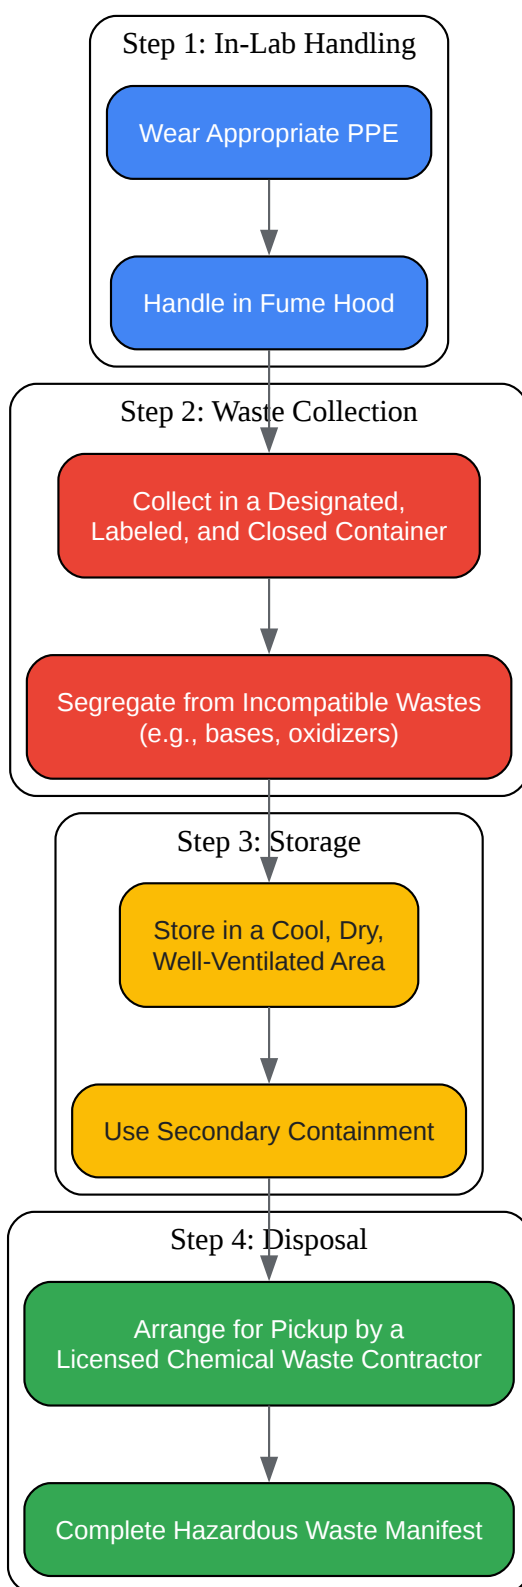 Step 1: In-Lab Handling
Wear Appropriate PPE
Handle in Fume Hood
Step 2: Waste Collection
Collect in a Designated,
Labeled, and Closed Container
Segregate from Incompatible Wastes
(e.g., bases, oxidizers)
Step 3: Storage
Store in a Cool, Dry,
Well-Ventilated Area
Use Secondary Containment
Step 4: Disposal
Arrange for Pickup by a
Licensed Chemical Waste Contractor
Complete Hazardous Waste Manifest